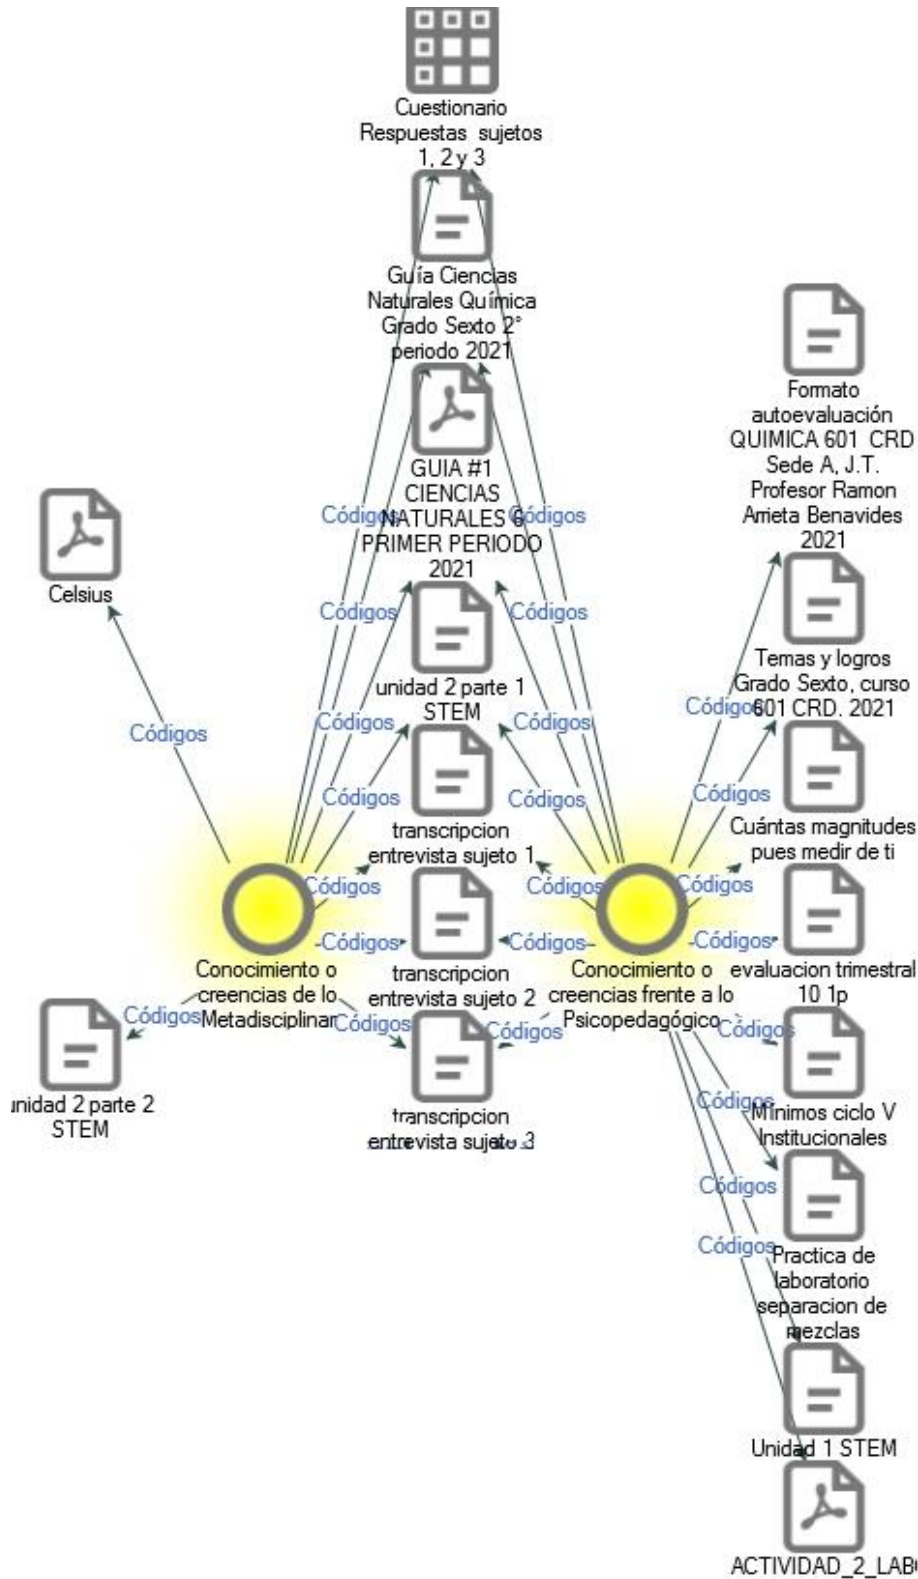 Cuestionario
Respuestas sujetos
1, 2 y 3
Guía Ciencias
Naturales Química
Grado Sexto 2°
periodo 2021
GUIA #1
CIENCIAS
NATURALES 6
PRIMER PERIODO
2021
unidad 2 parte 1
STEM
transcripcion
entrevista sujeto 1
transcripcion
entrevista sujeto 2
transcripcion
entrevista sujeto 3
Celsius
Códigos
Conocimiento o
creencias de lo
Metadisciplinar
Códigos
unidad 2 parte 2
STEM
Códigos
Códigos
Códigos
Códigos
Códigos
Códigos
Códigos
Códigos
Códigos
Códigos
Códigos
Códigos
Códigos
Códigos
Conocimiento o
creencias frente a lo
Psicopedagógico
Formato
autoevaluación
QUIMICA 601 CRD
Sede A, J.T.
Profesor Ramon
Arrieta Benavides
2021
Temas y logros
Grado Sexto, curso
601 CRD. 2021
Cuántas magnitudes
pues medir de ti
evaluacion trimestral
10 1p
Mínimos ciclo V
Institucionales
Practica de
laboratorio
separacion de
mezclas
Unidad 1 STEM
ACTIVIDAD_2_LAB
Códigos
Códigos
Códigos
Códigos
Códigos
Códigos
Códigos
Códigos